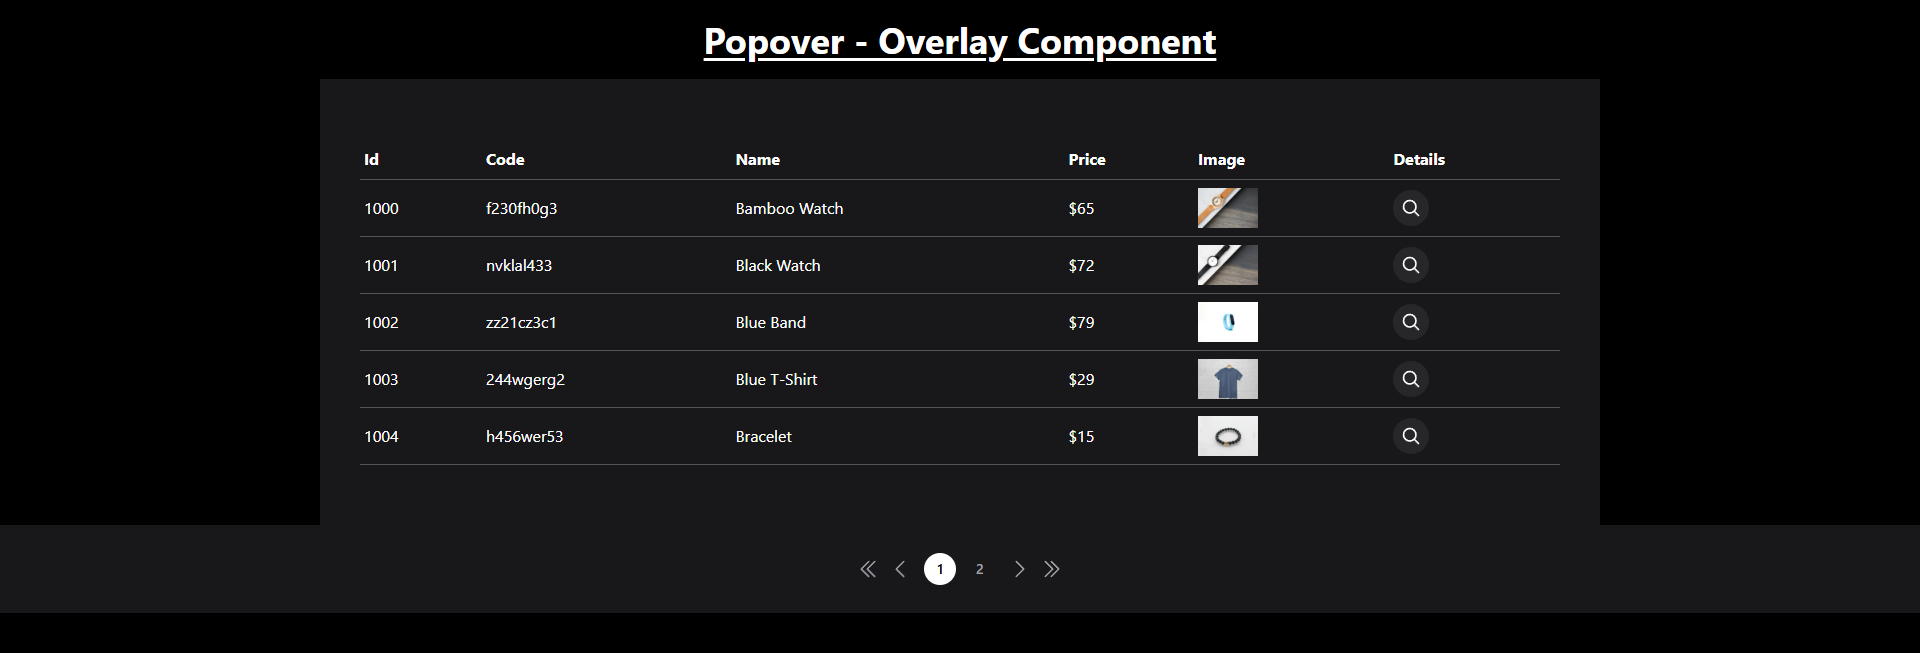 Popover - Overlay Component
Id Code Name Price Image Details
1000 f230fh0g3 Bamboo Watch $65
1001 nvklal433 Black Watch $72
1002 zz21cz3c1 Blue Band $79
1003 244wgerg2 Blue T-Shirt $29
1004 h456wer53 Bracelet $15
1 2